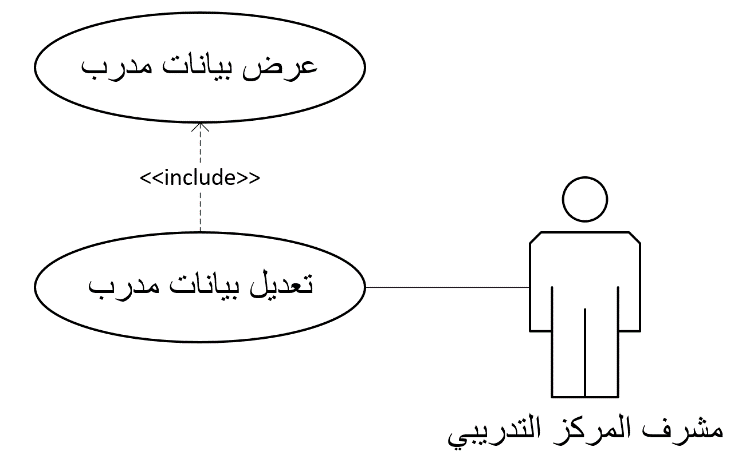 عرض بيانات مدرب
<<include>>
تعديل بيانات مدرب
مشرف المركز التدريبي